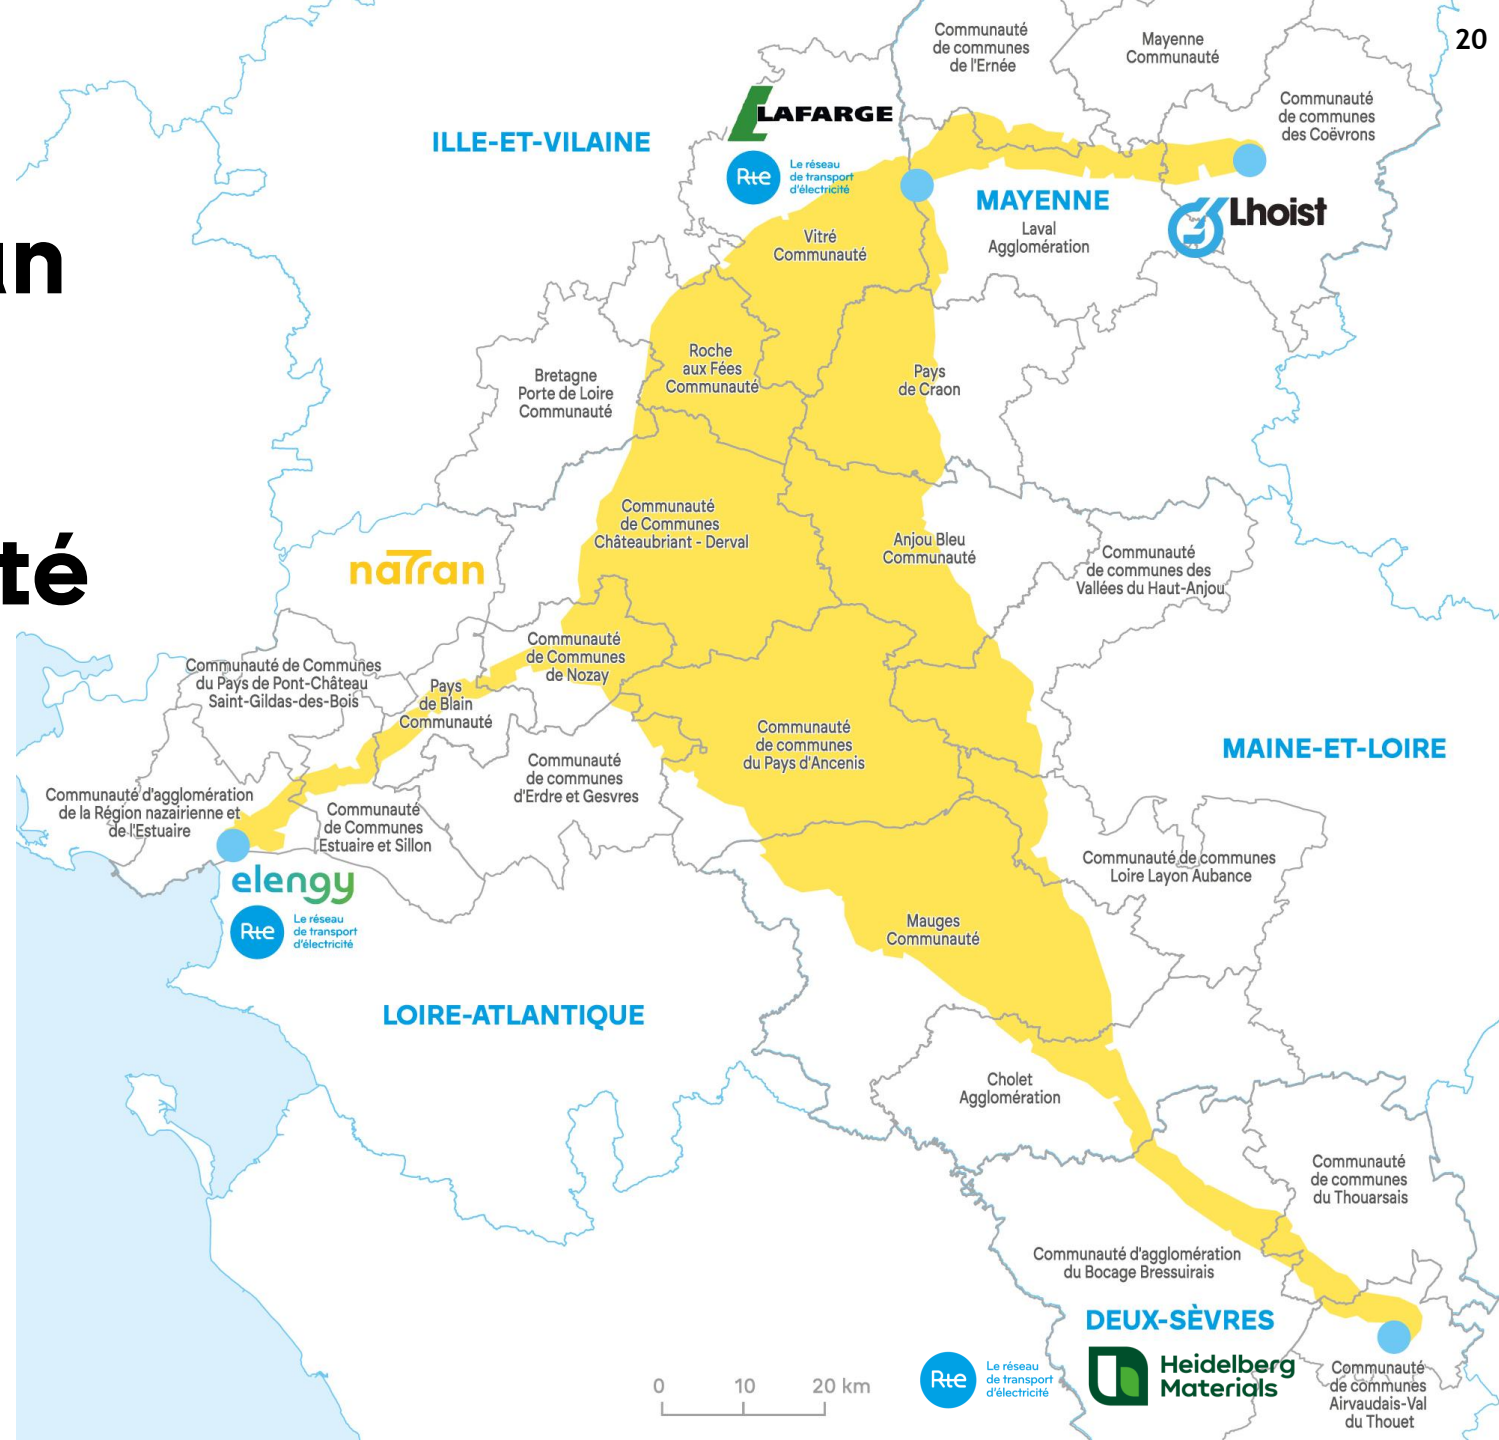 20
Communauté
de communes
de l'Ernée
Mayenne
Communauté
Communauté
de communes
des Coëvrons
LAFARGE
ILLE-ET-VILAINE
Rte
Le réseau
de transport
d'électricité
MAYENNE
Laval
Agglomération
Lhoist
Vitré
Communauté
un
Roche
aux Fées
Communauté
Bretagne
Porte de Loire
Communauté
Pays
de Craon
Communauté
de Communes
Châteaubriant - Derval
Anjou Bleu
Communauté
Communauté
de communes des
Vallées du Haut-Anjou
naTran
té
Communauté
de Communes
de Nozay
Communauté de Communes
du Pays de Pont-Château
Saint-Gildas-des-Bois
Pays
de Blain
Communauté
Communauté
de communes
du Pays d'Ancenis
MAINE-ET-LOIRE
Communauté
de communes
d'Erdre et Gesvres
Communauté d'agglomération
de la Région nazairienne et
de l'Estuaire
Communauté
de Communes
Estuaire et Sillon
Communauté de communes
Loire Layon Aubance
elengy
Rte
Le réseau
de transport
d'électricité
Mauges
Communauté
LOIRE-ATLANTIQUE
Cholet
Agglomération
Communauté
de communes
du Thouarsais
Communauté d'agglomération
du Bocage Bressuirais
DEUX-SÈVRES
Rte
Le réseau
de transport
d'électricité
Heidelberg
Materials
Communauté
de communes
Airvaudais-Val
du Thouet
0 10 20 km